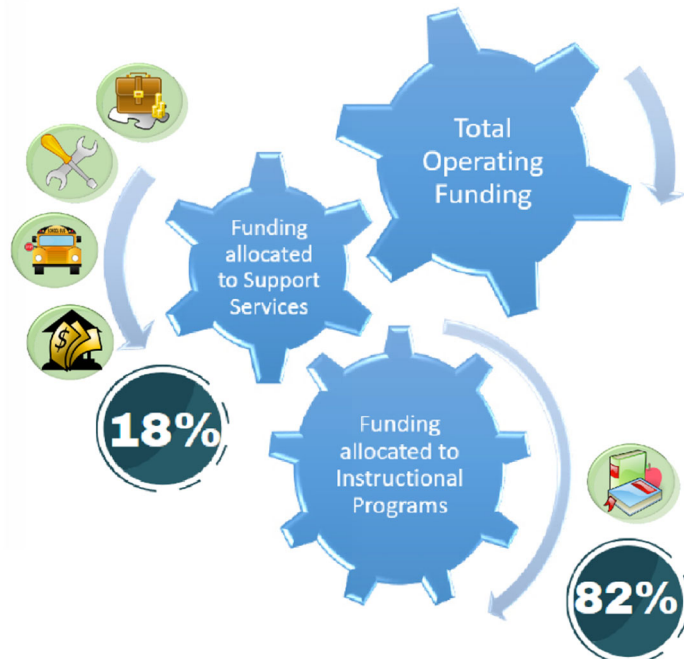 Total
Operating
Funding
Funding
allocated
to Support
Services
18%
Funding
allocated to
Instructional
Programs
82%